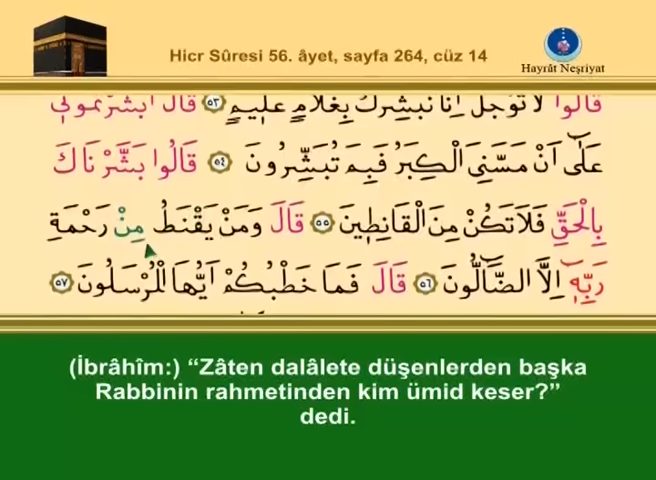 Hicr Sûresi 56. âyet, sayfa 264, cüz 14
Hayrât Neşriyat
قَالُوا لَا تَوْجَلْ اِنَّا نُبَشِّرُكَ بِغُلَامٍ عَلٖيمٍ ﴿٥٣﴾ قَالَ اَبَشَّرْتُمُونٖى
عَلٰٓى اَنْ مَسَّنِىَ الْكِبَرُ فَبِمَ تُبَشِّرُونَ ﴿٥٤﴾ قَالُوا بَشَّرْنَاكَ
بِالْحَقِّ فَلَا تَكُنْ مِنَ الْقَانِطٖينَ ﴿٥٥﴾ قَالَ وَمَنْ يَقْنَطُ مِنْ رَحْمَةِ
رَبِّهٖٓ اِلَّا الضَّٓالُّونَ ﴿٥٦﴾ قَالَ فَمَا خَطْبُكُمْ اَيُّهَا الْمُرْسَلُونَ ﴿٥٧﴾
(İbrâhîm:) “Zâten dalâlete düşenlerden başka
Rabbinin rahmetinden kim ümid keser?”
dedi.